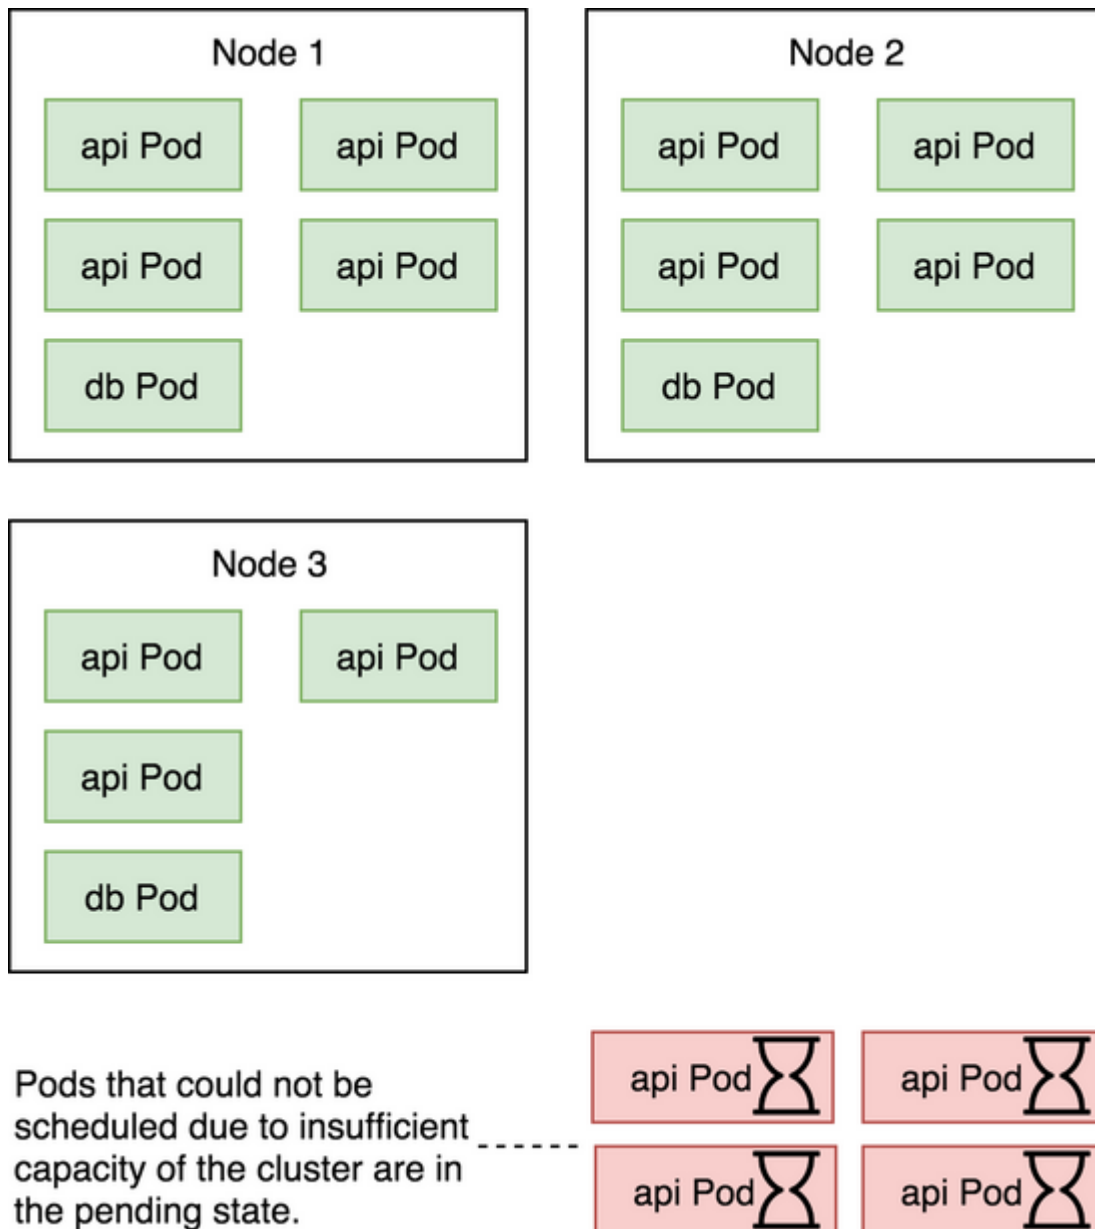 Node 1
api Pod
api Pod
api Pod
api Pod
db Pod
Node 2
api Pod
api Pod
api Pod
api Pod
db Pod
Node 3
api Pod
api Pod
api Pod
db Pod
Pods that could not be
scheduled due to insufficient
capacity of the cluster are in
the pending state.
api Pod
api Pod
api Pod
api Pod